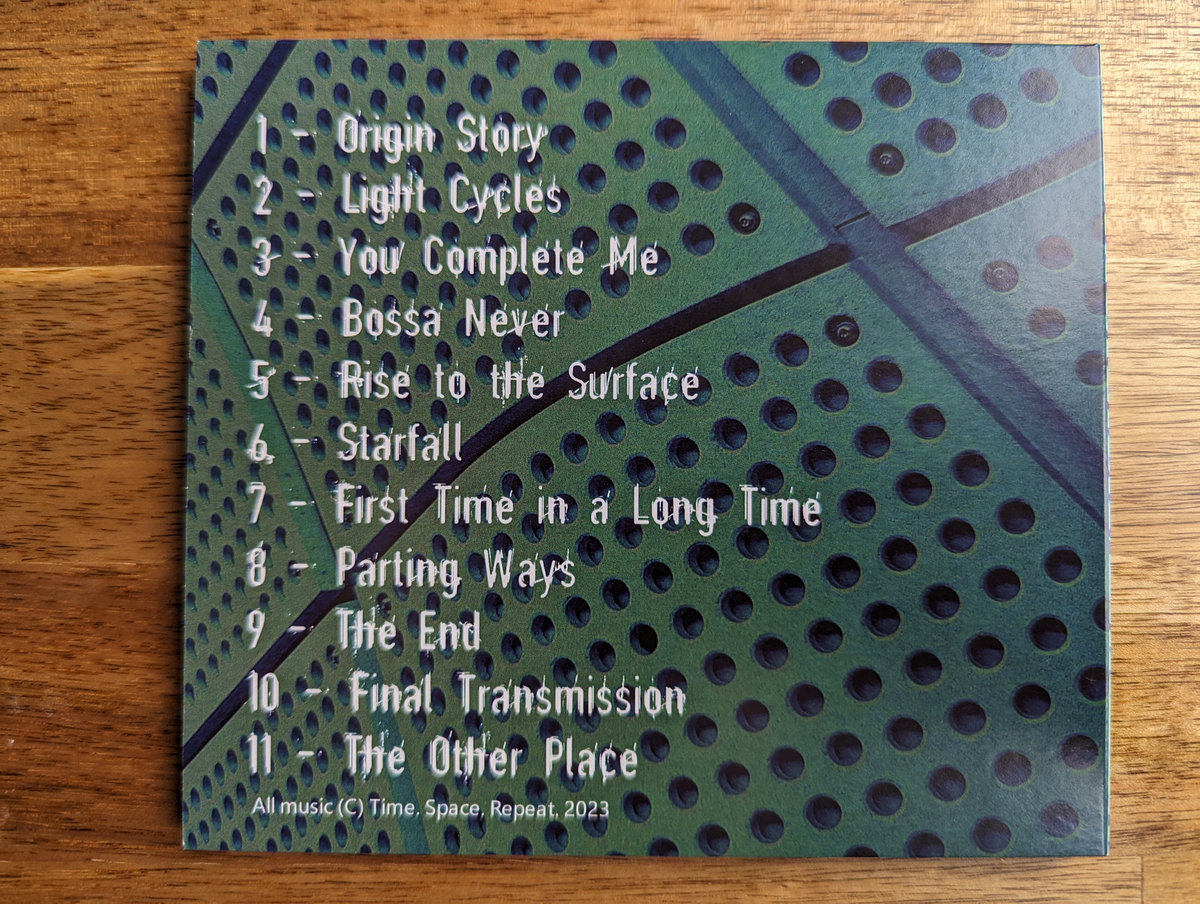 1 - Origin Story
2 - Light Cycles
3 - You Complete Me
4 - Bossa Never
5 - Rise to the Surface
6 - Starfall
7 - First Time in a Long Time
8 - Parting Ways
9 - The End
10 - Final Transmission
11 - The Other Place
All music (C) Time. Space. Repeat. 2023